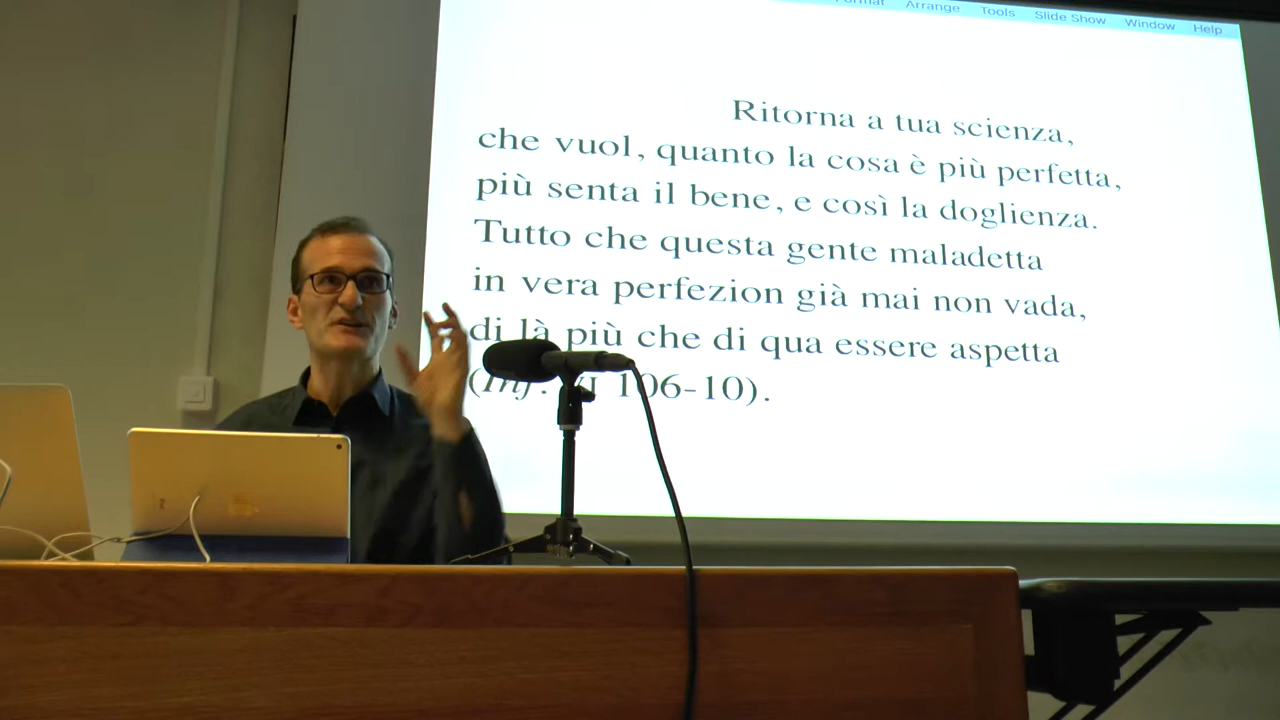 Format Arrange Tools Slide Show Window Help
Ritorna a tua scienza,
che vuol, quanto la cosa è più perfetta,
più senta il bene, e così la doglienza.
Tutto che questa gente maladetta
in vera perfezion già mai non vada,
di là più che di qua essere aspetta
(Inf. VI 106-10).